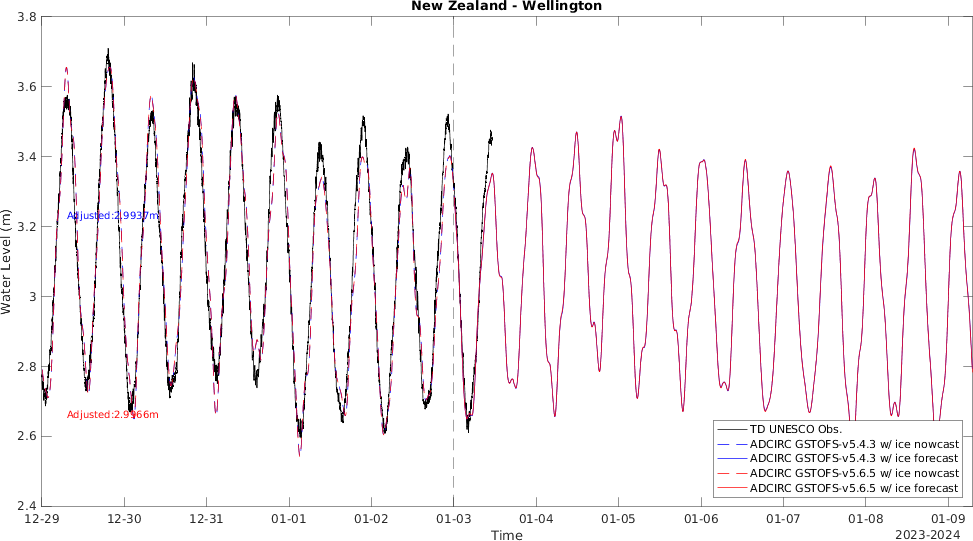 New Zealand - Wellington
3.8
3.6
3.4
3.2
3
2.8
2.6
2.4
Water Level (m)
Adjusted:2.9937m
Adjusted:2.9966m
TD UNESCO Obs.
ADCIRC GSTOFS-v5.4.3 w/ ice nowcast
ADCIRC GSTOFS-v5.4.3 w/ ice forecast
ADCIRC GSTOFS-v5.6.5 w/ ice nowcast
ADCIRC GSTOFS-v5.6.5 w/ ice forecast
12-29 12-30 12-31 01-01 01-02 01-03 01-04 01-05 01-06 01-07 01-08 01-09
Time
2023-2024